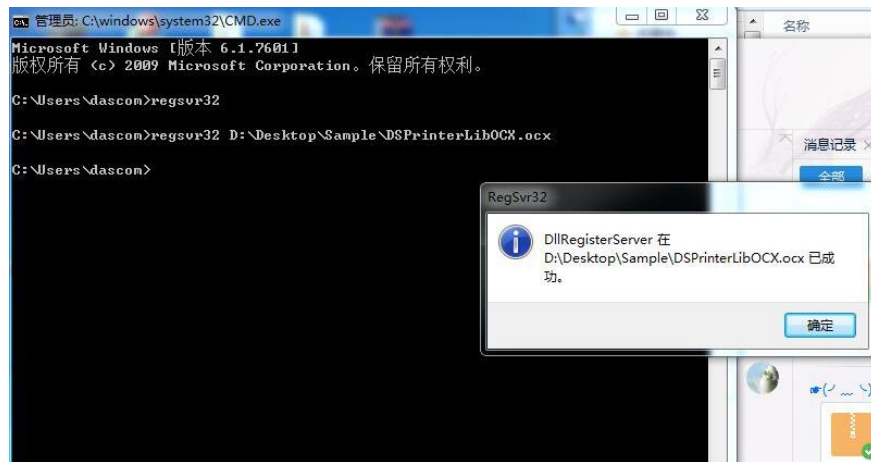 管理员: C:\windows\system32\CMD.exe
Microsoft Windows [版本 6.1.7601]
版权所有 (c) 2009 Microsoft Corporation。保留所有权利。
C:\Users\dascom>regsvr32
C:\Users\dascom>regsvr32 D:\Desktop\Sample\DSPrinterLibOCX.ocx
C:\Users\dascom>
RegSvr32
DllRegisterServer 在
D:\Desktop\Sample\DSPrinterLibOCX.ocx 已成
功。
确定
名称
消息记录
全部